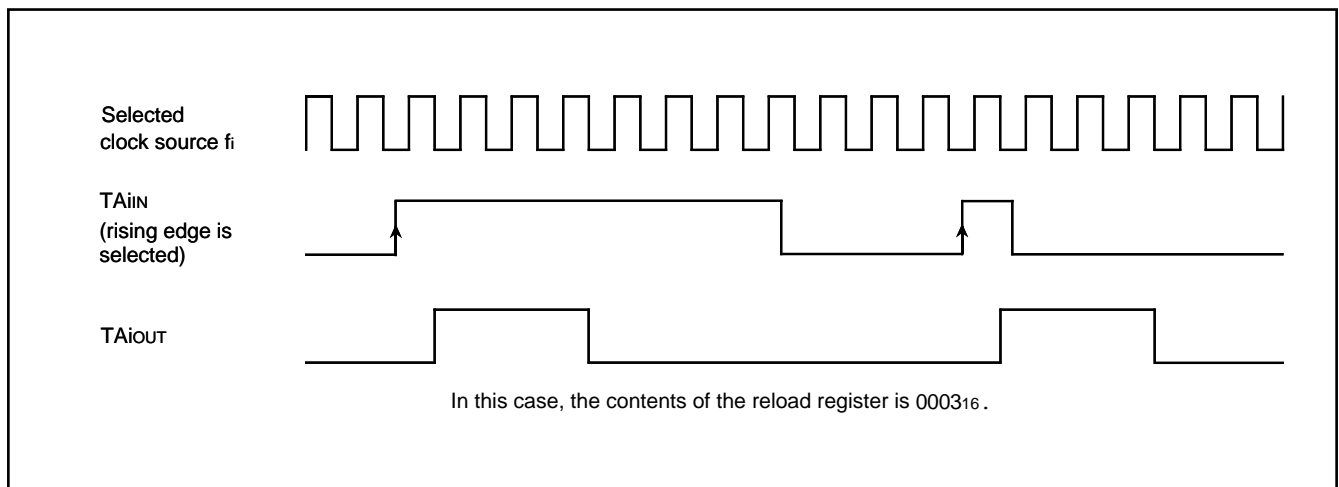 Selected
clock source fi
TAiIN
(rising edge is
selected)
TAiOUT
In this case, the contents of the reload register is 000316 .